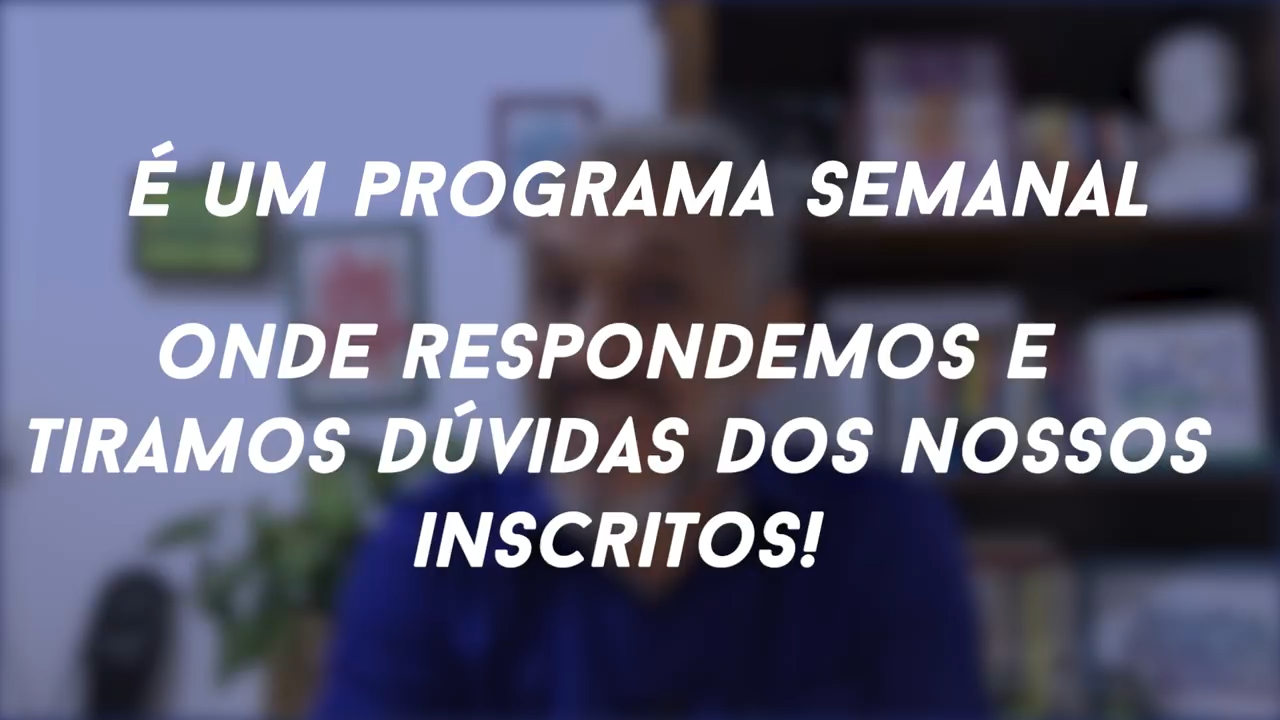 É UM PROGRAMA SEMANAL
ONDE RESPONDEMOS E
TIRAMOS DÚVIDAS DOS NOSSOS
INSCRITOS!